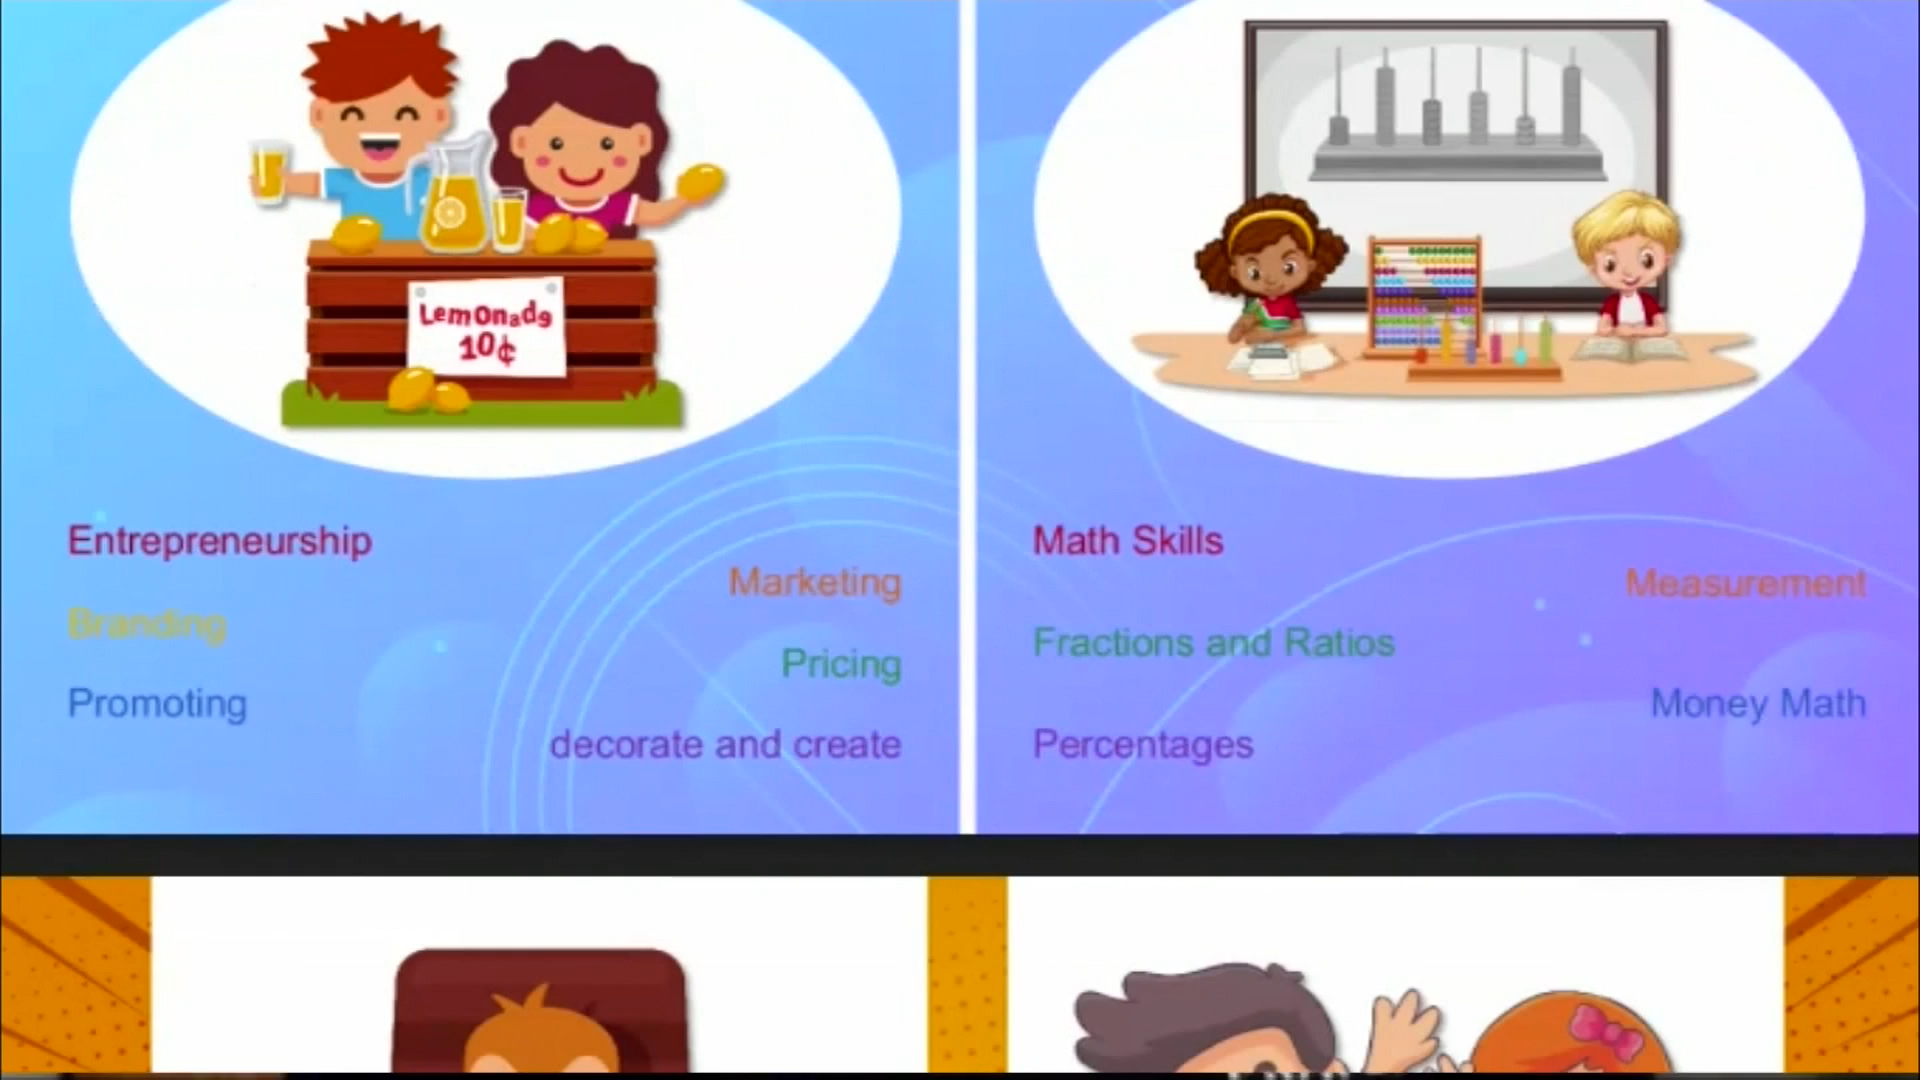 Lemonade
10¢
Entrepreneurship
Marketing
Branding
Pricing
Promoting
decorate and create
Math Skills
Measurement
Fractions and Ratios
Money Math
Percentages